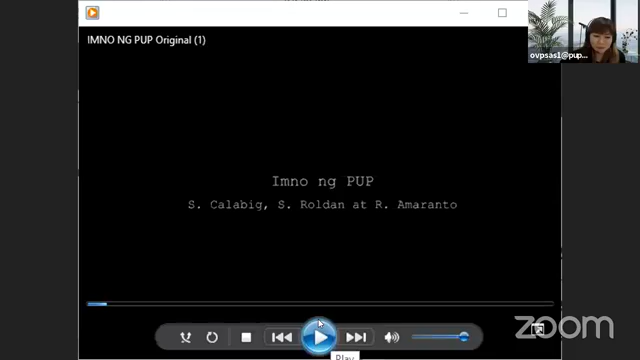 IMNO NG PUP Original (1)
ovpsas1@pup...
Imno ng PUP
S. Calabig, S. Roldan at R. Amaranto
zoom
Play